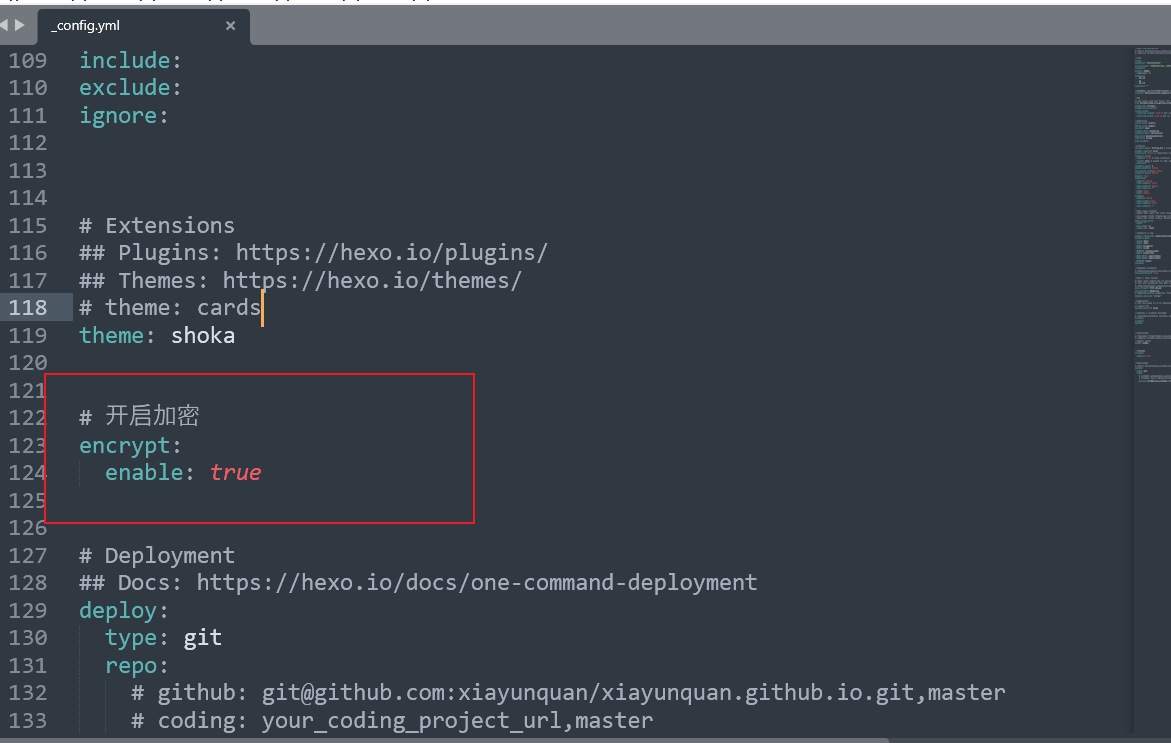 _config.yml ×
109 include:
110 exclude:
111 ignore:
112
113
114
115 # Extensions
116 ## Plugins: https://hexo.io/plugins/
117 ## Themes: https://hexo.io/themes/
118 # theme: cards
119 theme: shoka
120
121
122 # 开启加密
123 encrypt:
124 enable: true
125
126
127 # Deployment
128 ## Docs: https://hexo.io/docs/one-command-deployment
129 deploy:
130 type: git
131 repo:
132 # github: git@github.com:xiayunquan/xiayunquan.github.io.git,master
133 # coding: your_coding_project_url,master